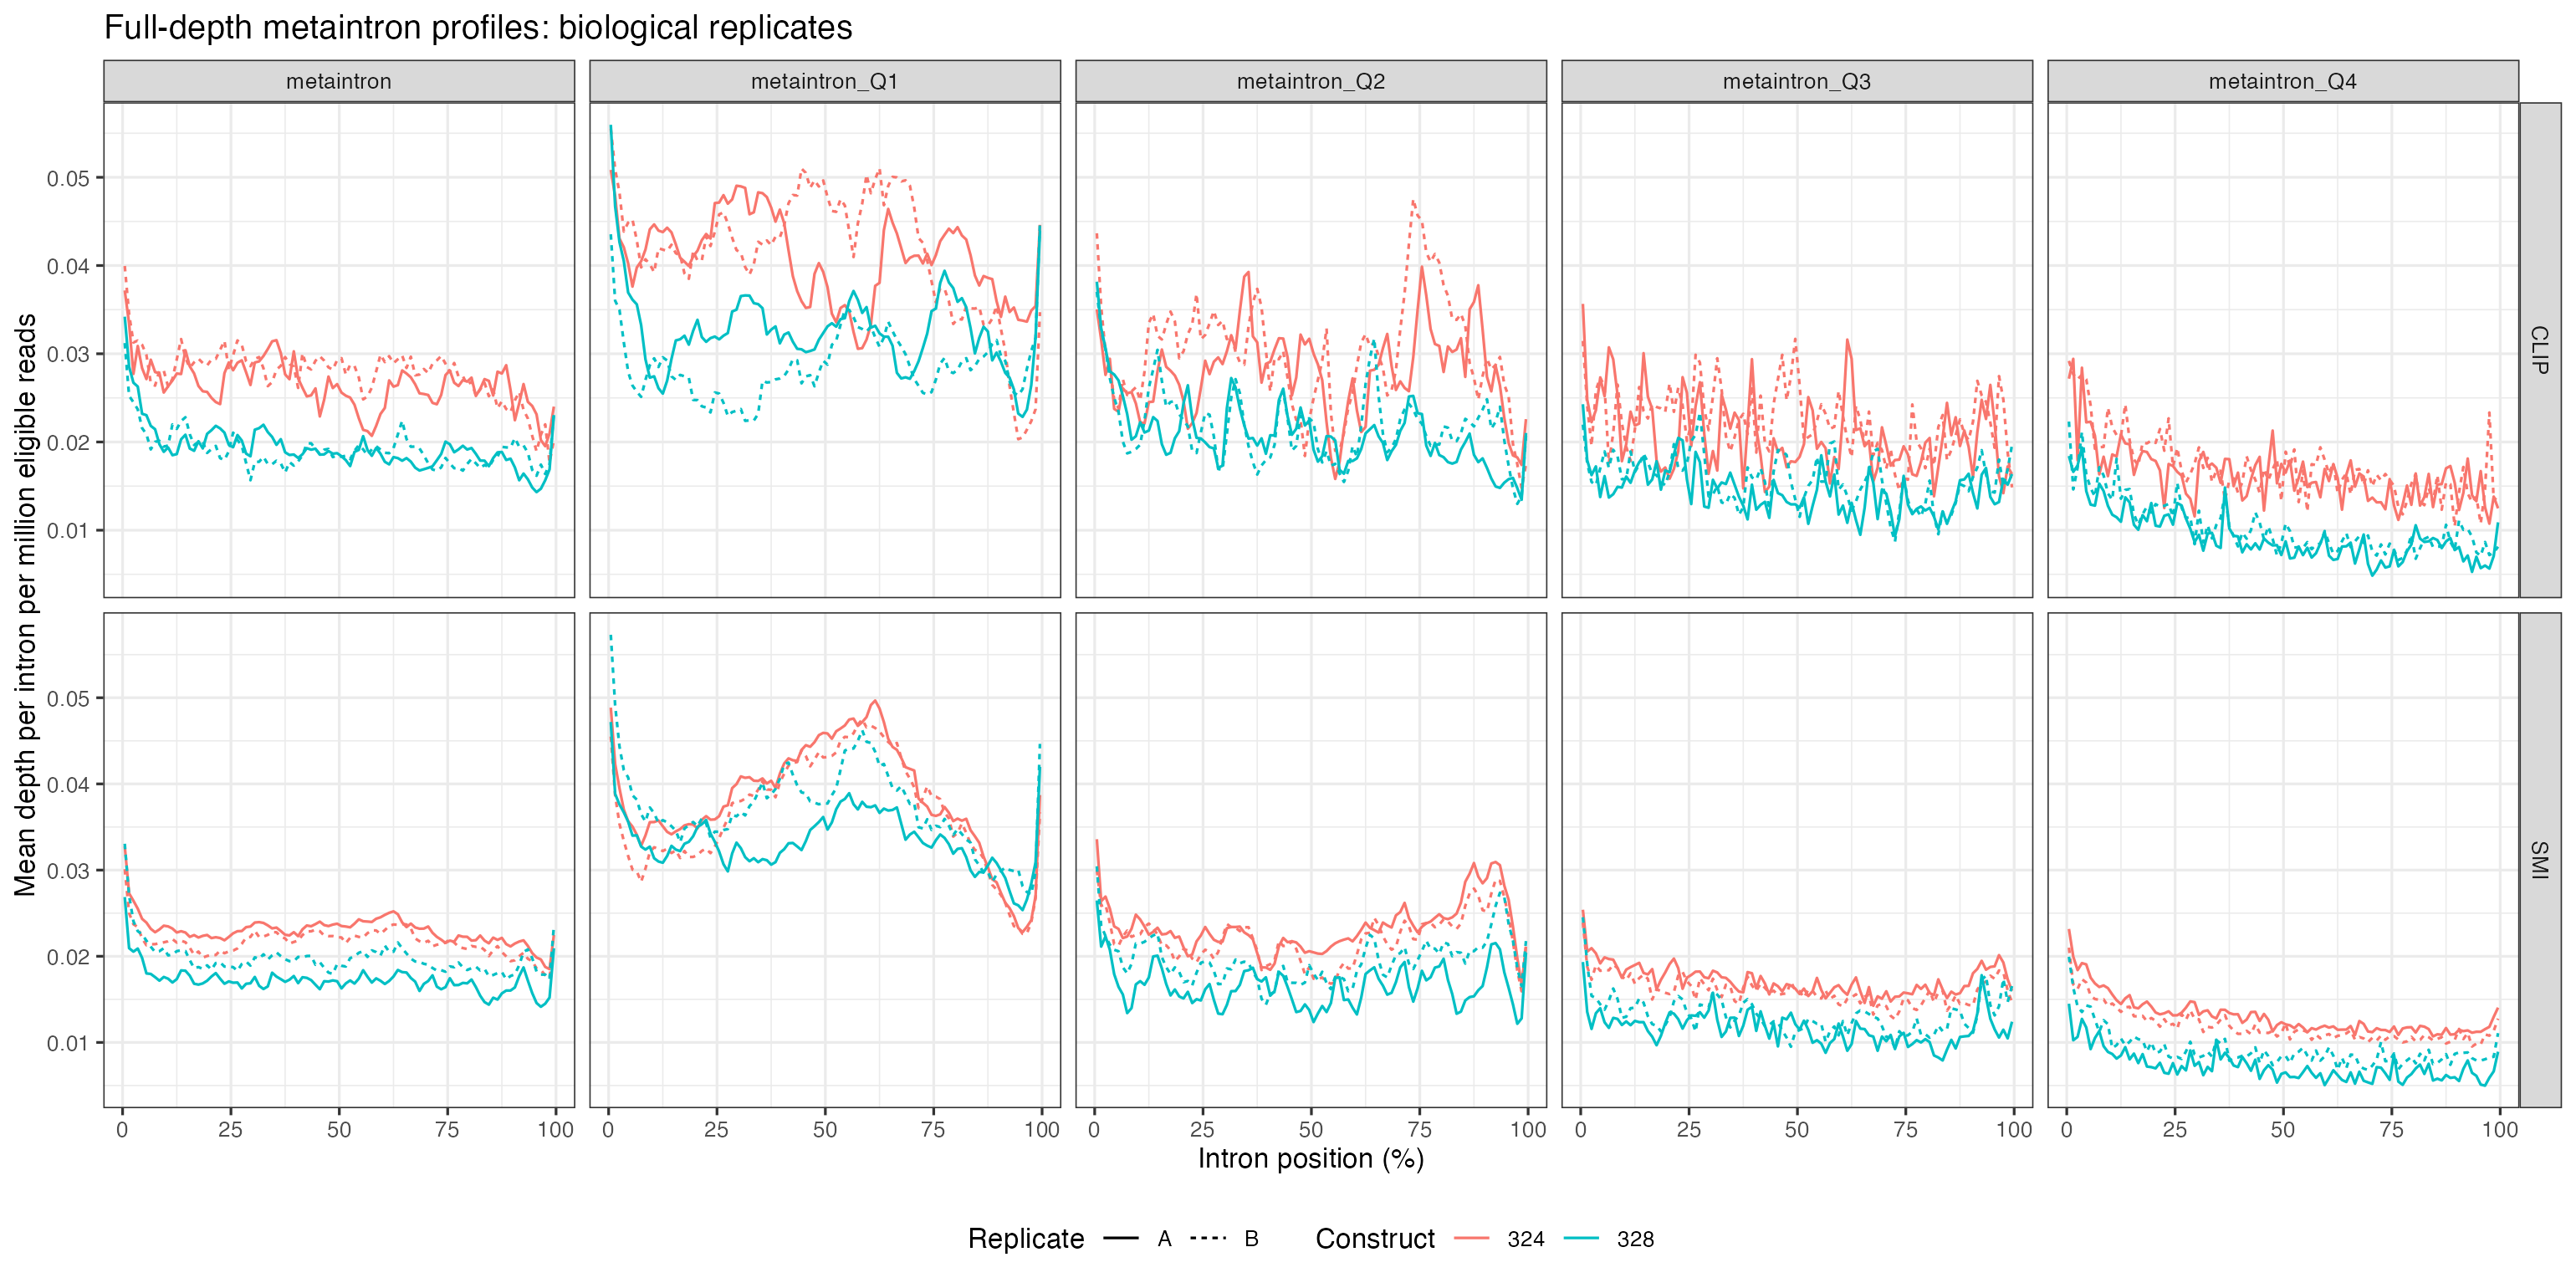 Full-depth metaintron profiles: biological replicates
metaintron metaintron_Q1 metaintron_Q2 metaintron_Q3 metaintron_Q4
Mean depth per intron per million eligible reads
0.05
0.04
0.03
0.02
0.01
CLIP
0.05
0.04
0.03
0.02
0.01
SMI
0 25 50 75 100 0 25 50 75 100 0 25 50 75 100 0 25 50 75 100 0 25 50 75 100
Intron position (%)
Replicate A B Construct 324 328